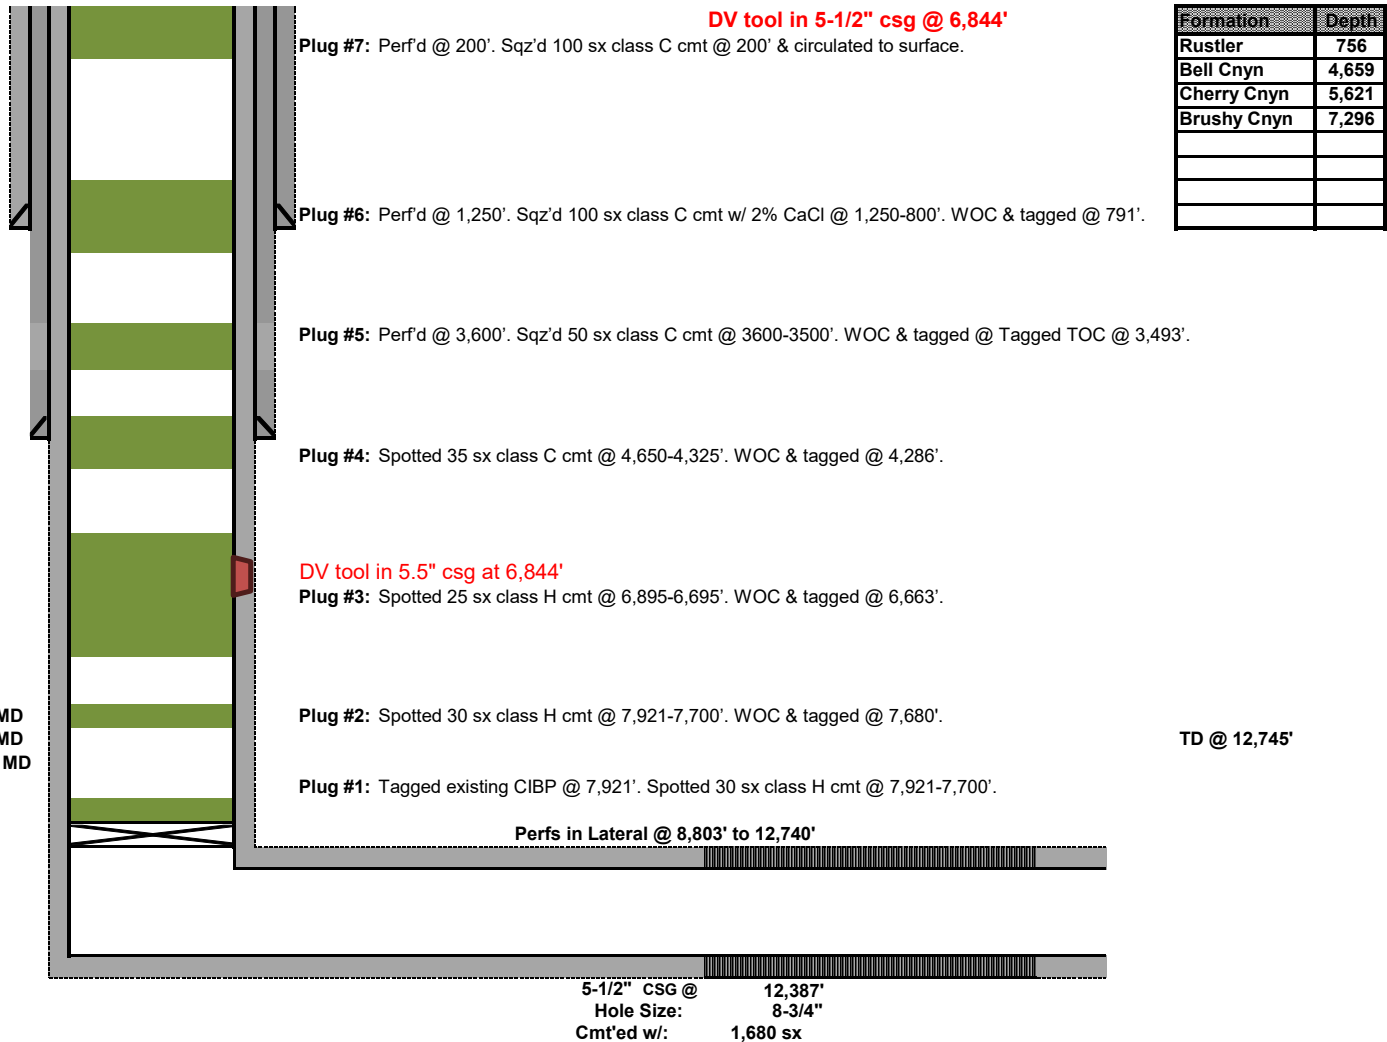 DV tool in 5-1/2" csg @ 6,844'
Formation Depth
Plug #7: Perf’d @ 200’. Sqz’d 100 sx class C cmt @ 200’ & circulated to surface.
Rustler 756
Bell Cnyn 4,659
Cherry Cnyn 5,621
Brushy Cnyn 7,296
Plug #6: Perf’d @ 1,250’. Sqz’d 100 sx class C cmt w/ 2% CaCl @ 1,250-800’. WOC & tagged @ 791’.
Plug #5: Perf’d @ 3,600’. Sqz’d 50 sx class C cmt @ 3600-3500’. WOC & tagged @ Tagged TOC @ 3,493’.
Plug #4: Spotted 35 sx class C cmt @ 4,650-4,325’. WOC & tagged @ 4,286’.
DV tool in 5.5" csg at 6,844'
Plug #3: Spotted 25 sx class H cmt @ 6,895-6,695’. WOC & tagged @ 6,663’.
MD
Plug #2: Spotted 30 sx class H cmt @ 7,921-7,700’. WOC & tagged @ 7,680'.
MD
TD @ 12,745'
MD
Plug #1: Tagged existing CIBP @ 7,921’. Spotted 30 sx class H cmt @ 7,921-7,700’.
Perfs in Lateral @ 8,803' to 12,740'
5-1/2" CSG @ 12,387'
Hole Size: 8-3/4"
Cmt'ed w/: 1,680 sx